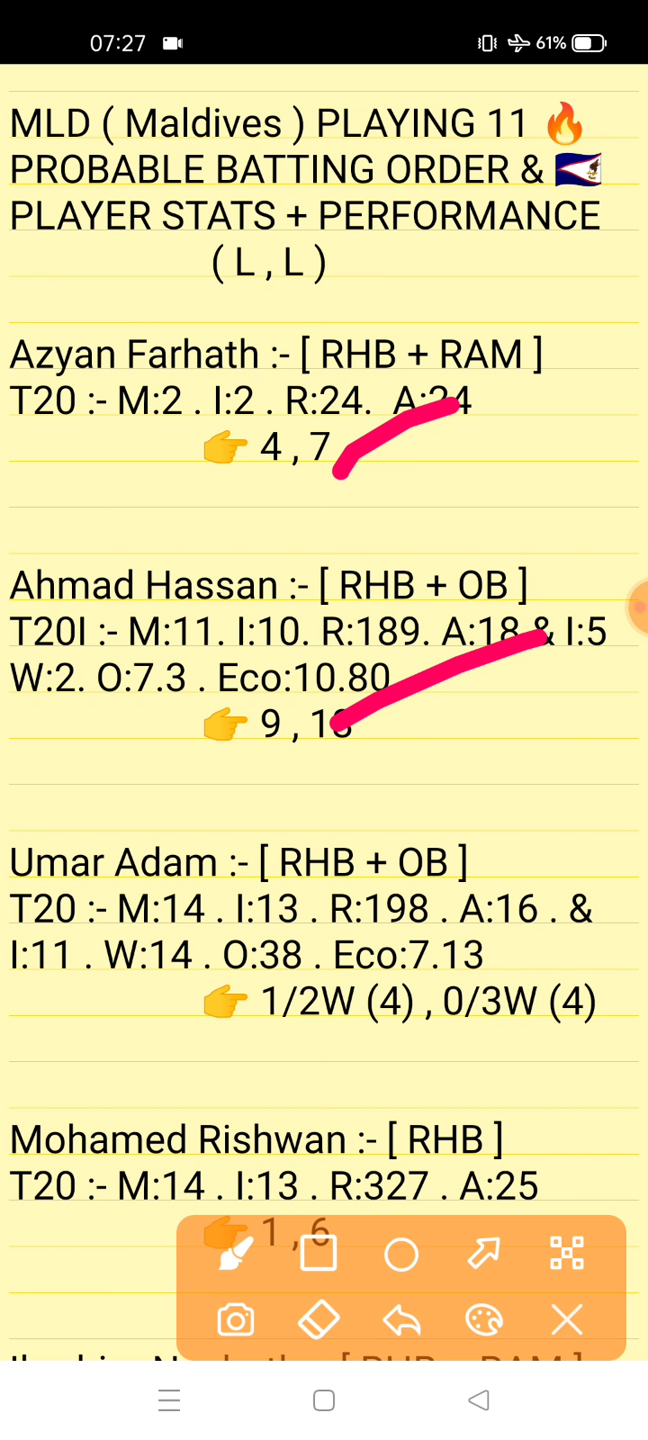 07:27 61%
MLD ( Maldives ) PLAYING 11 🔥
PROBABLE BATTING ORDER & 🇦🇸
PLAYER STATS + PERFORMANCE
( L , L )
Azyan Farhath :- [ RHB + RAM ]
T20 :- M:2 . I:2 . R:24. A:24
👉 4 , 7
Ahmad Hassan :- [ RHB + OB ]
T20I :- M:11. I:10. R:189. A:18 & I:5
W:2. O:7.3 . Eco:10.80
👉 9 , 18
Umar Adam :- [ RHB + OB ]
T20 :- M:14 . I:13 . R:198 . A:16 . &
I:11 . W:14 . O:38 . Eco:7.13
👉 1/2W (4) , 0/3W (4)
Mohamed Rishwan :- [ RHB ]
T20 :- M:14 . I:13 . R:327 . A:25
👉 1 , 6